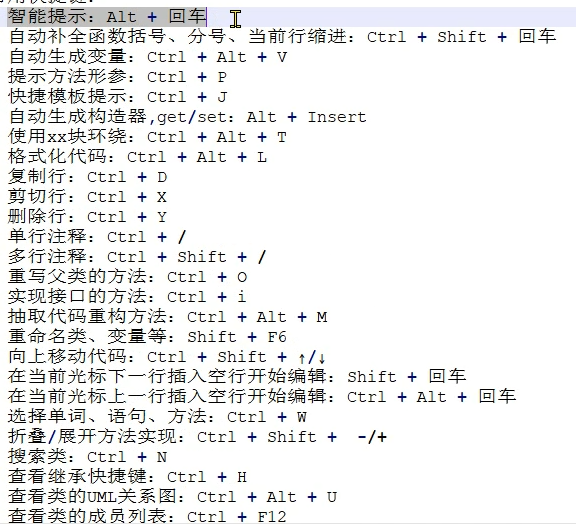 智能提示：Alt + 回车
自动补全函数括号、分号、当前行缩进：Ctrl + Shift + 回车
自动生成变量：Ctrl + Alt + V
提示方法形参：Ctrl + P
快捷模板提示：Ctrl + J
自动生成构造器,get/set：Alt + Insert
使用xx块环绕：Ctrl + Alt + T
格式化代码：Ctrl + Alt + L
复制行：Ctrl + D
剪切行：Ctrl + X
删除行：Ctrl + Y
单行注释：Ctrl + /
多行注释：Ctrl + Shift + /
重写父类的方法：Ctrl + O
实现接口的方法：Ctrl + i
抽取代码重构方法：Ctrl + Alt + M
重命名类、变量等：Shift + F6
向上移动代码：Ctrl + Shift + ↑/↓
在当前光标下一行插入空行开始编辑：Shift + 回车
在当前光标上一行插入空行开始编辑：Ctrl + Alt + 回车
选择单词、语句、方法：Ctrl + W
折叠/展开方法实现：Ctrl + Shift +  -/+
搜索类：Ctrl + N
查看继承快捷键：Ctrl + H
查看类的UML关系图：Ctrl + Alt + U
查看类的成员列表：Ctrl + F12